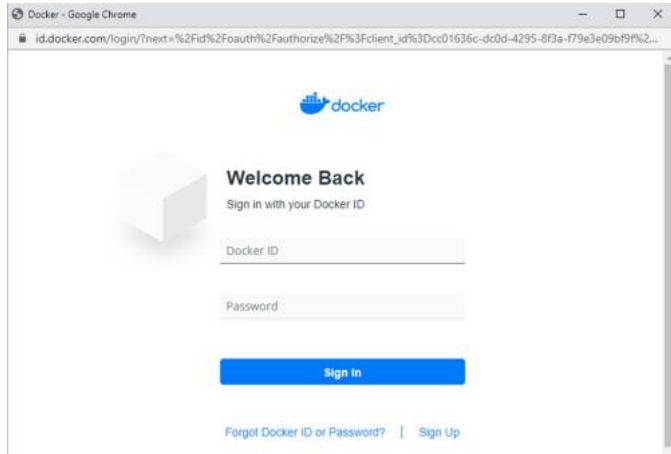 Docker - Google Chrome
id.docker.com/login/?next=%2Fid%2Foauth%2Fauthorize%2F%3Fclient_id%3Dcc01636c-dc0d-4295-8f3a-f79e3e09bf9f%2...
docker
Welcome Back
Sign in with your Docker ID
Docker ID
Password
Sign In
Forgot Docker ID or Password? | Sign Up